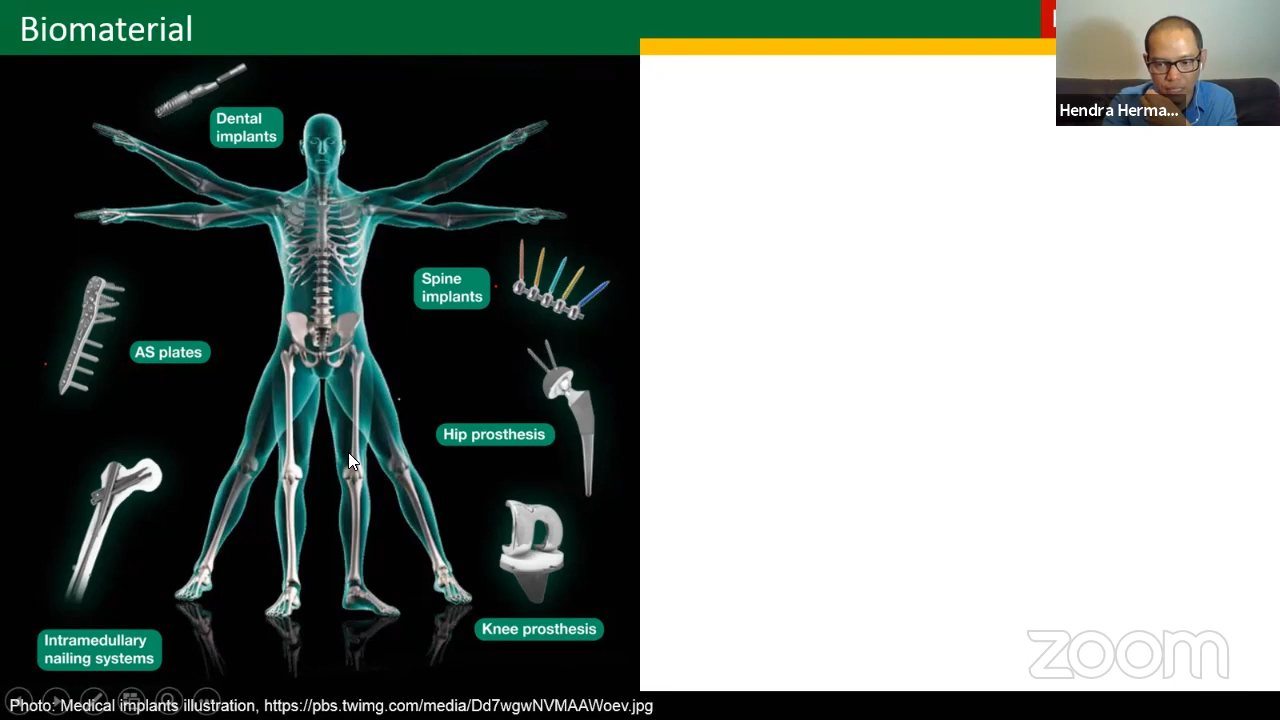 Biomaterial
Hendra Herma...
Dental
implants
Spine
implants
AS plates
Hip prosthesis
Knee prosthesis
Intramedullary
nailing systems
zoom
Photo: Medical implants illustration, https://pbs.twimg.com/media/Dd7wgwNVMAAWoev.jpg